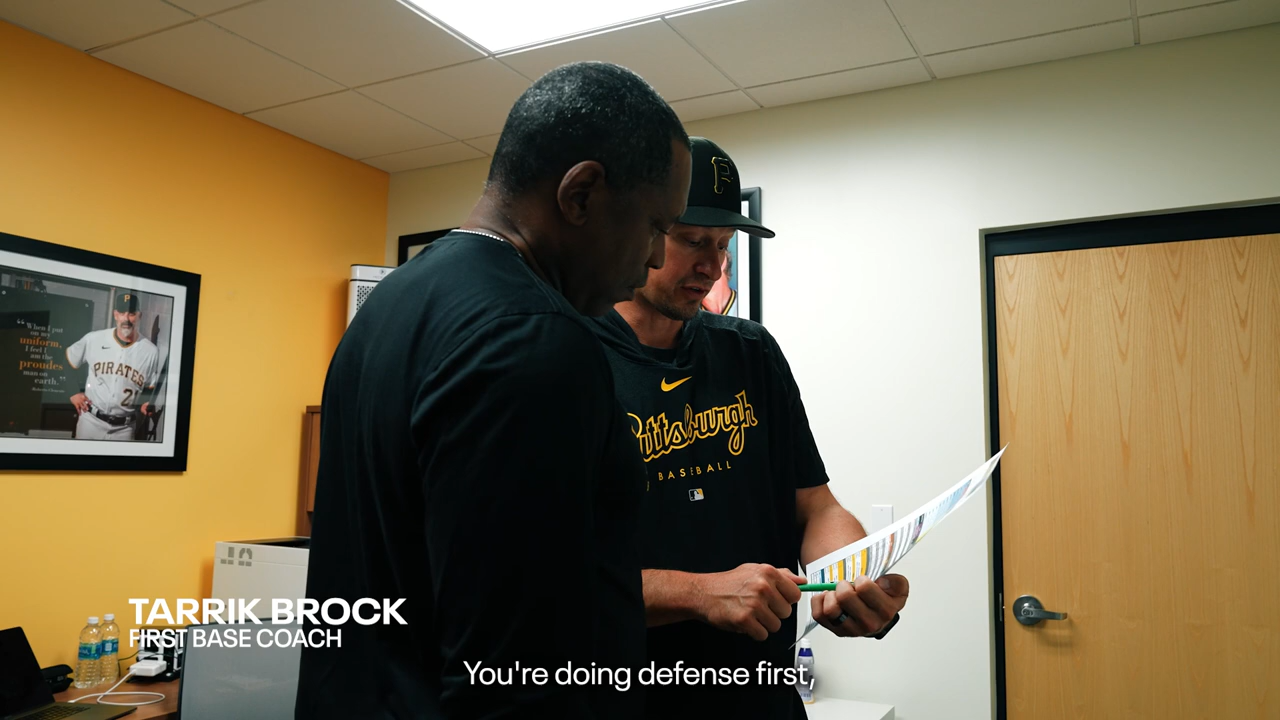 P
"When I put
on my
uniform,
I feel I
am the
proudest
man on
earth."
PIRATES
21
Pittsburgh
BASEBALL
TARRIK BROCK
FIRST BASE COACH
You're doing defense first,